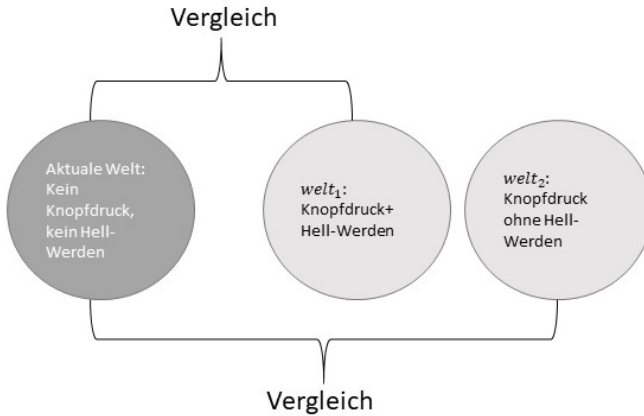 Vergleich
Aktuale Welt:
Kein
Knopfdruck,
kein Hell-
Werden
welt₁:
Knopfdruck+
Hell-Werden
welt₂:
Knopfdruck
ohne Hell-
Werden
Vergleich